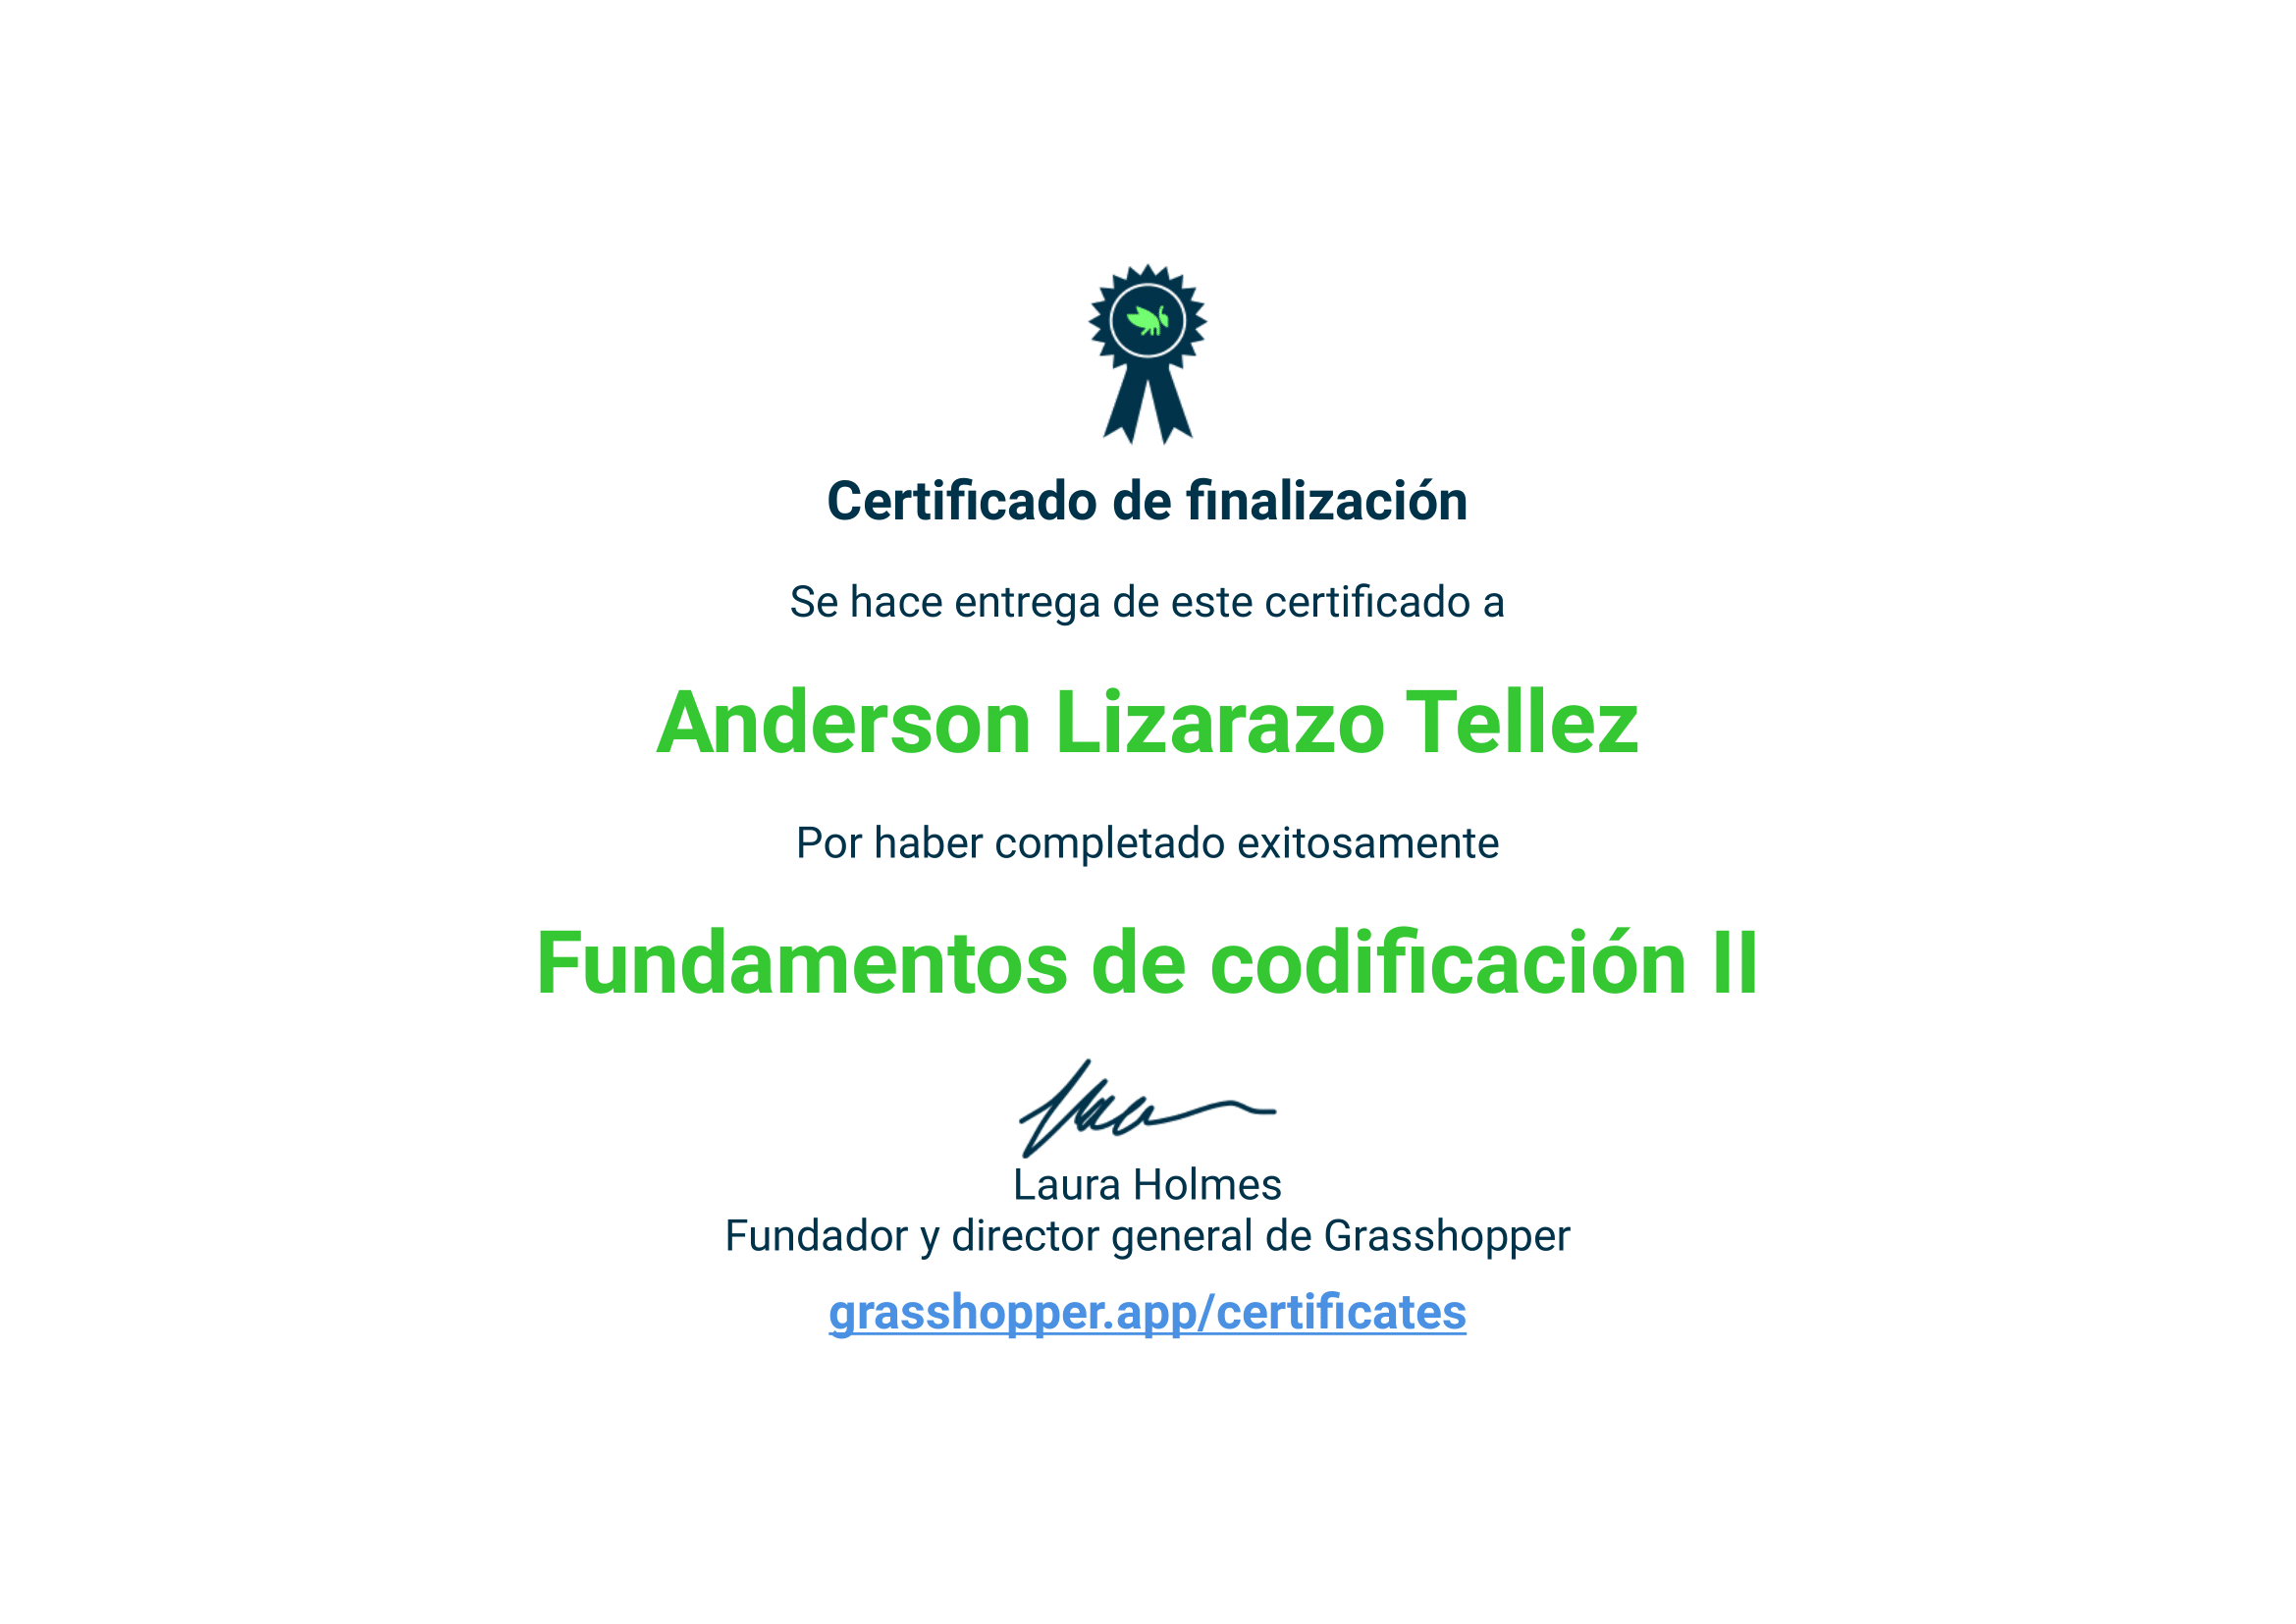 Certificado de finalización
Se hace entrega de este certificado a
Anderson Lizarazo Tellez
Por haber completado exitosamente
Fundamentos de codificación II
Laura Holmes
Fundador y director general de Grasshopper
grasshopper.app/certificates